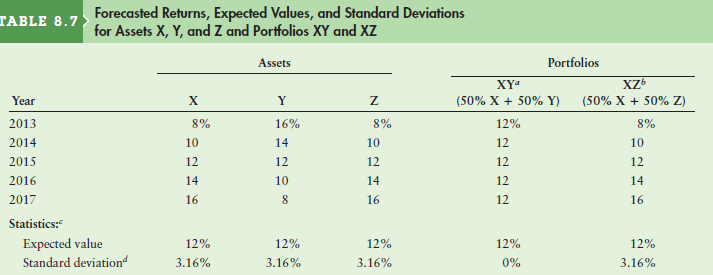 TABLE 8.7 Forecasted Returns, Expected Values, and Standard Deviations
for Assets X, Y, and Z and Portfolios XY and XZ
Assets Portfolios
XYᵃ XZᵇ
Year X Y Z (50% X + 50% Y) (50% X + 50% Z)
2013 8% 16% 8% 12% 8%
2014 10 14 10 12 10
2015 12 12 12 12 12
2016 14 10 14 12 14
2017 16 8 16 12 16
Statistics:ᶜ
Expected value 12% 12% 12% 12% 12%
Standard deviationᵈ 3.16% 3.16% 3.16% 0% 3.16%